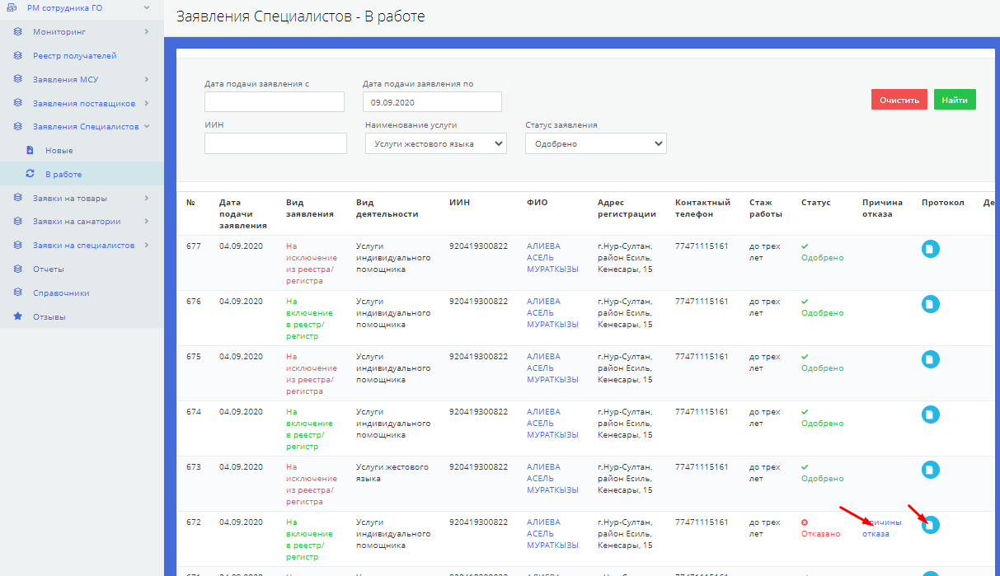 РМ сотрудника ГО
Мониторинг
Реестр получателей
Заявления МСУ
Заявления поставщиков
Заявления Специалистов
Новые
В работе
Заявки на товары
Заявки на санатории
Заявки на специалистов
Отчеты
Справочники
Отзывы
Заявления Специалистов - В работе
Дата подачи заявления с
Дата подачи заявления по
09.09.2020
Очистить
Найти
ИИН
Наименование услуги
Статус заявления
Услуги жестового языка
Одобрено
№
Дата
подачи
заявления
Вид
заявления
Вид
деятельности
ИИН
ФИО
Адрес
регистрации
Контактный
телефон
Стаж
работы
Статус
Причина
отказа
Протокол
677
04.09.2020
На
исключение
из реестра/
регистра
Услуги
индивидуального
помощника
920419300822
АЛИЕВА
АСЕЛЬ
МУРАТКЫЗЫ
г.Нур-Султан,
район Есиль,
Кенесары, 15
77471115161
до трех
лет
Одобрено
676
04.09.2020
На
включение
в реестр/
регистр
Услуги
индивидуального
помощника
920419300822
АЛИЕВА
АСЕЛЬ
МУРАТКЫЗЫ
г.Нур-Султан,
район Есиль,
Кенесары, 15
77471115161
до трех
лет
Одобрено
675
04.09.2020
На
исключение
из реестра/
регистра
Услуги
индивидуального
помощника
920419300822
АЛИЕВА
АСЕЛЬ
МУРАТКЫЗЫ
г.Нур-Султан,
район Есиль,
Кенесары, 15
77471115161
до трех
лет
Одобрено
674
04.09.2020
На
включение
в реестр/
регистр
Услуги
индивидуального
помощника
920419300822
АЛИЕВА
АСЕЛЬ
МУРАТКЫЗЫ
г.Нур-Султан,
район Есиль,
Кенесары, 15
77471115161
до трех
лет
Одобрено
673
04.09.2020
На
исключение
из реестра/
регистра
Услуги жестового
языка
920419300822
АЛИЕВА
АСЕЛЬ
МУРАТКЫЗЫ
г.Нур-Султан,
район Есиль,
Кенесары, 15
77471115161
до трех
лет
Одобрено
672
04.09.2020
На
включение
в реестр/
регистр
Услуги
индивидуального
помощника
920419300822
АЛИЕВА
АСЕЛЬ
МУРАТКЫЗЫ
г.Нур-Султан,
район Есиль,
Кенесары, 15
77471115161
до трех
лет
Отказано
Причины
отказа